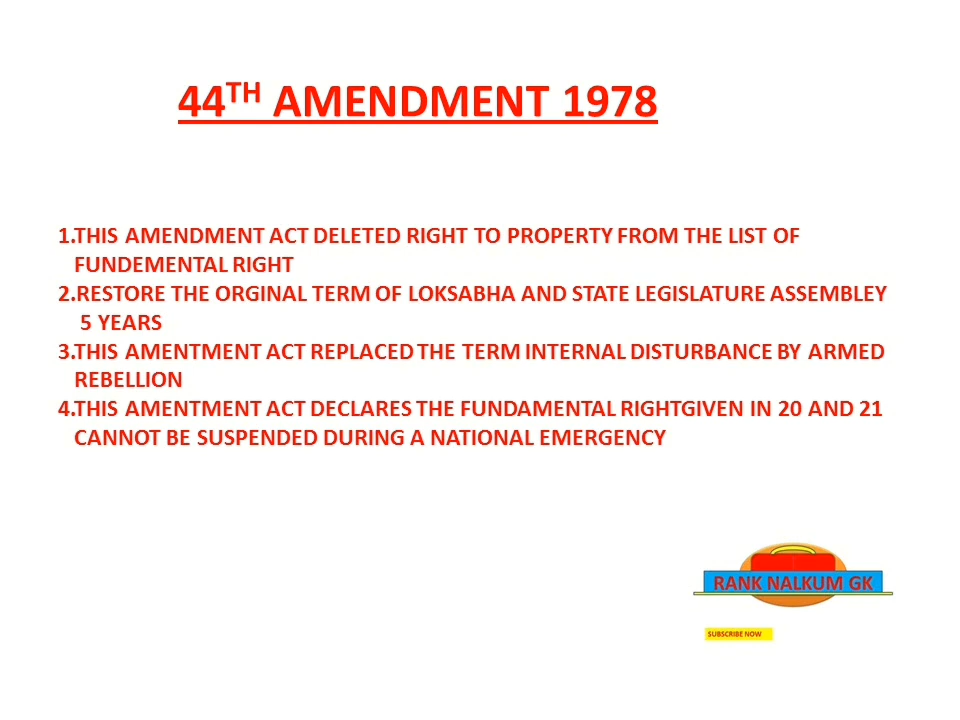 44TH AMENDMENT 1978
1.THIS AMENDMENT ACT DELETED RIGHT TO PROPERTY FROM THE LIST OF
FUNDEMENTAL RIGHT
2.RESTORE THE ORGINAL TERM OF LOKSABHA AND STATE LEGISLATURE ASSEMBLEY
5 YEARS
3.THIS AMENTMENT ACT REPLACED THE TERM INTERNAL DISTURBANCE BY ARMED
REBELLION
4.THIS AMENTMENT ACT DECLARES THE FUNDAMENTAL RIGHTGIVEN IN 20 AND 21
CANNOT BE SUSPENDED DURING A NATIONAL EMERGENCY
RANK NALKUM GK
SUBSCRIBE NOW